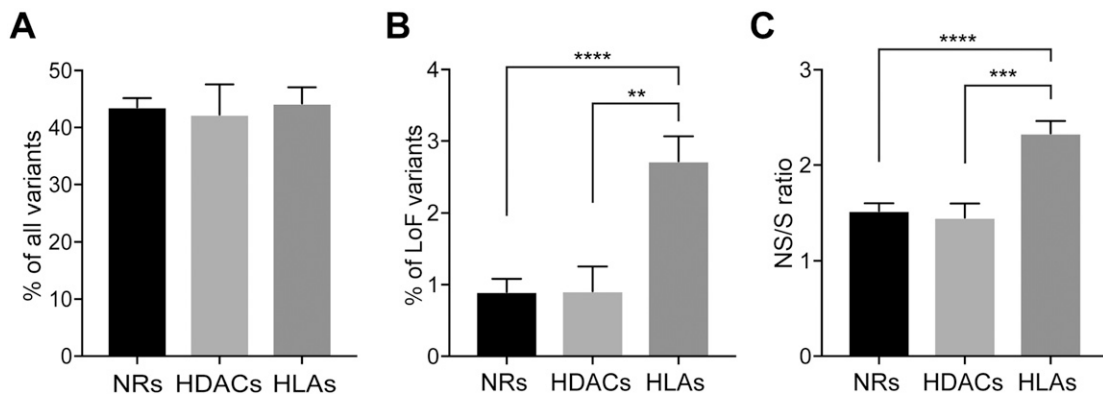 A
% of all variants
50
40
30
20
10
0
NRs HDACs HLAs
B
% of LoF variants
4
3
2
1
0
****
**
NRs HDACs HLAs
C
NS/S ratio
3
2
1
0
****
***
NRs HDACs HLAs